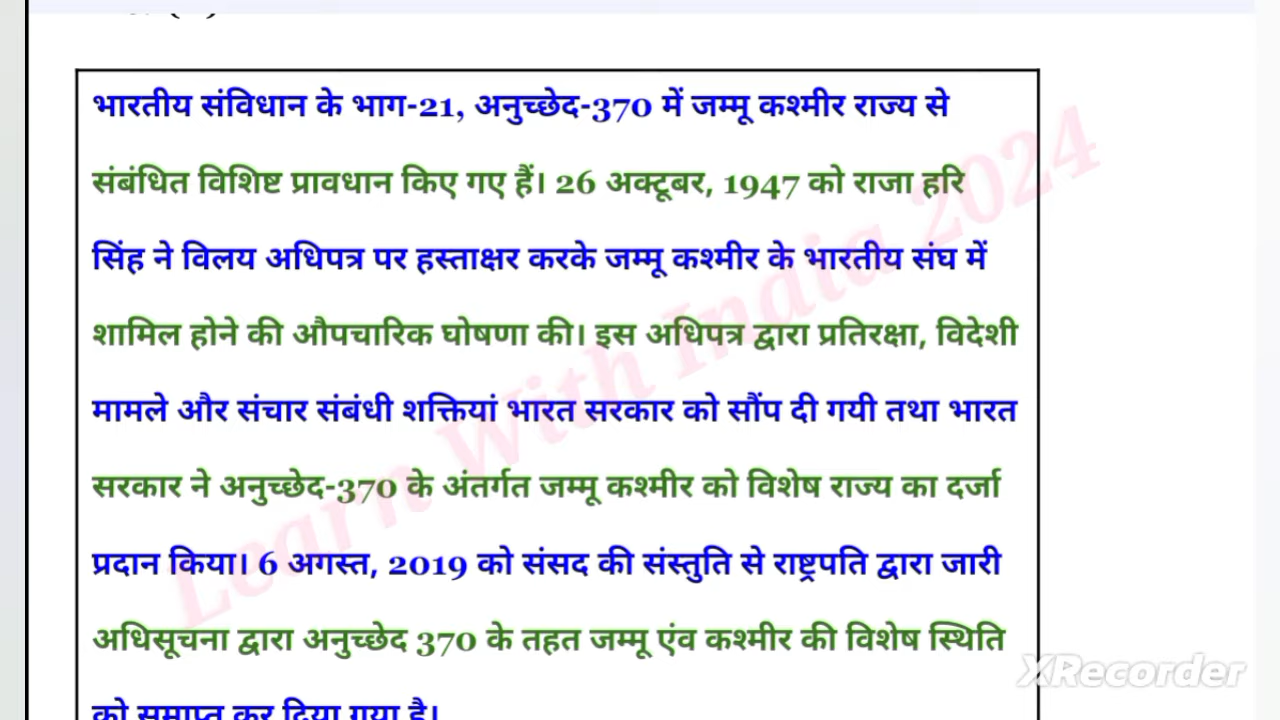 भारतीय संविधान के भाग-21, अनुच्छेद-370 में जम्मू कश्मीर राज्य से
संबंधित विशिष्ट प्रावधान किए गए हैं। 26 अक्टूबर, 1947 को राजा हरि
सिंह ने विलय अधिपत्र पर हस्ताक्षर करके जम्मू कश्मीर के भारतीय संघ में
शामिल होने की औपचारिक घोषणा की। इस अधिपत्र द्वारा प्रतिरक्षा, विदेशी
मामले और संचार संबंधी शक्तियां भारत सरकार को सौंप दी गयी तथा भारत
सरकार ने अनुच्छेद-370 के अंतर्गत जम्मू कश्मीर को विशेष राज्य का दर्जा
प्रदान किया। 6 अगस्त, 2019 को संसद की संस्तुति से राष्ट्रपति द्वारा जारी
अधिसूचना द्वारा अनुच्छेद 370 के तहत जम्मू एंव कश्मीर की विशेष स्थिति
को समाप्त कर दिया गया है।
Learn With India 2024
XRecorder